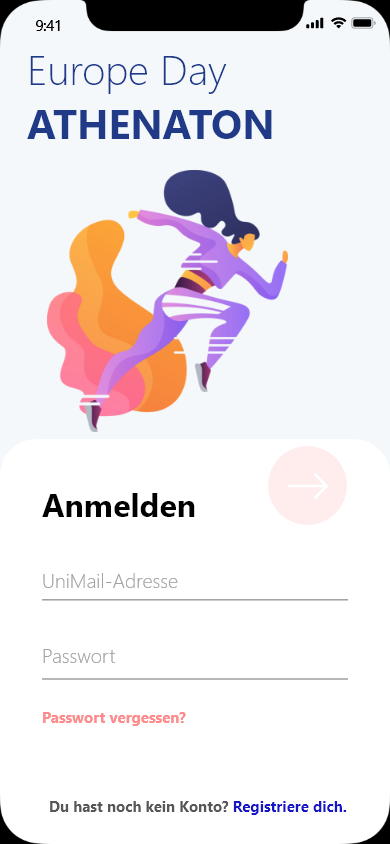 9:41
Europe Day
ATHENATON
Anmelden
UniMail-Adresse
Passwort
Passwort vergessen?
Du hast noch kein Konto? Registriere dich.